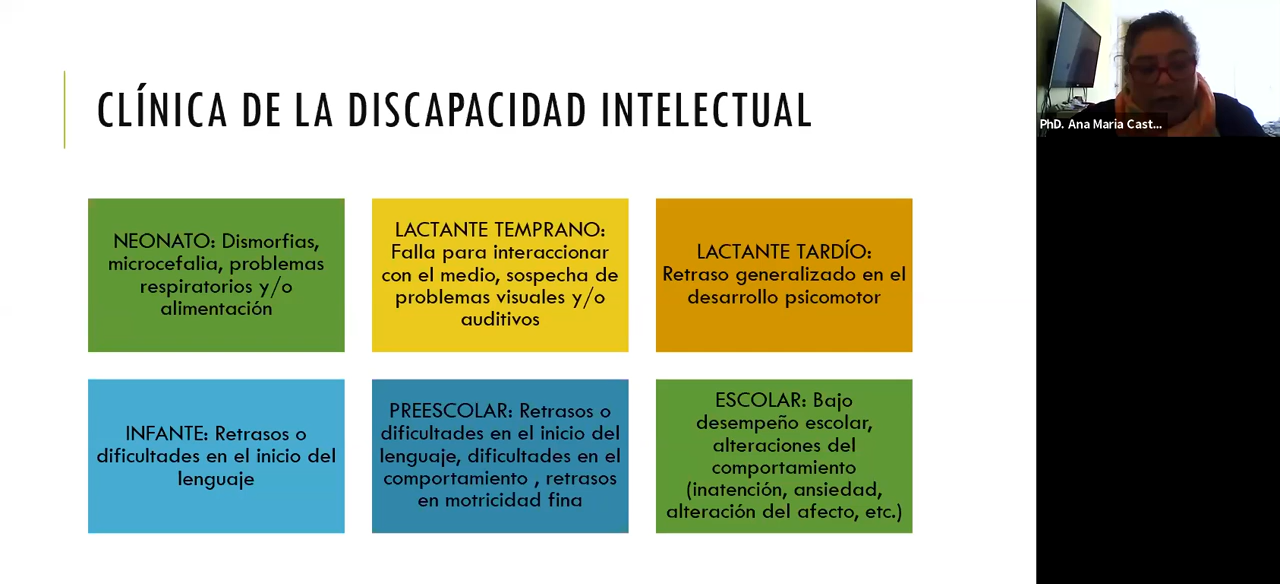 CLÍNICA DE LA DISCAPACIDAD INTELECTUAL
NEONATO: Dismorfias,
microcefalia, problemas
respiratorios y/o
alimentación
LACTANTE TEMPRANO:
Falla para interaccionar
con el medio, sospecha de
problemas visuales y/o
auditivos
LACTANTE TARDÍO:
Retraso generalizado en el
desarrollo psicomotor
INFANTE: Retrasos o
dificultades en el inicio del
lenguaje
PREESCOLAR: Retrasos o
dificultades en el inicio del
lenguaje, dificultades en el
comportamiento , retrasos
en motricidad fina
ESCOLAR: Bajo
desempeño escolar,
alteraciones del
comportamiento
(inatención, ansiedad,
alteración del afecto, etc.)
PhD. Ana Maria Cast...